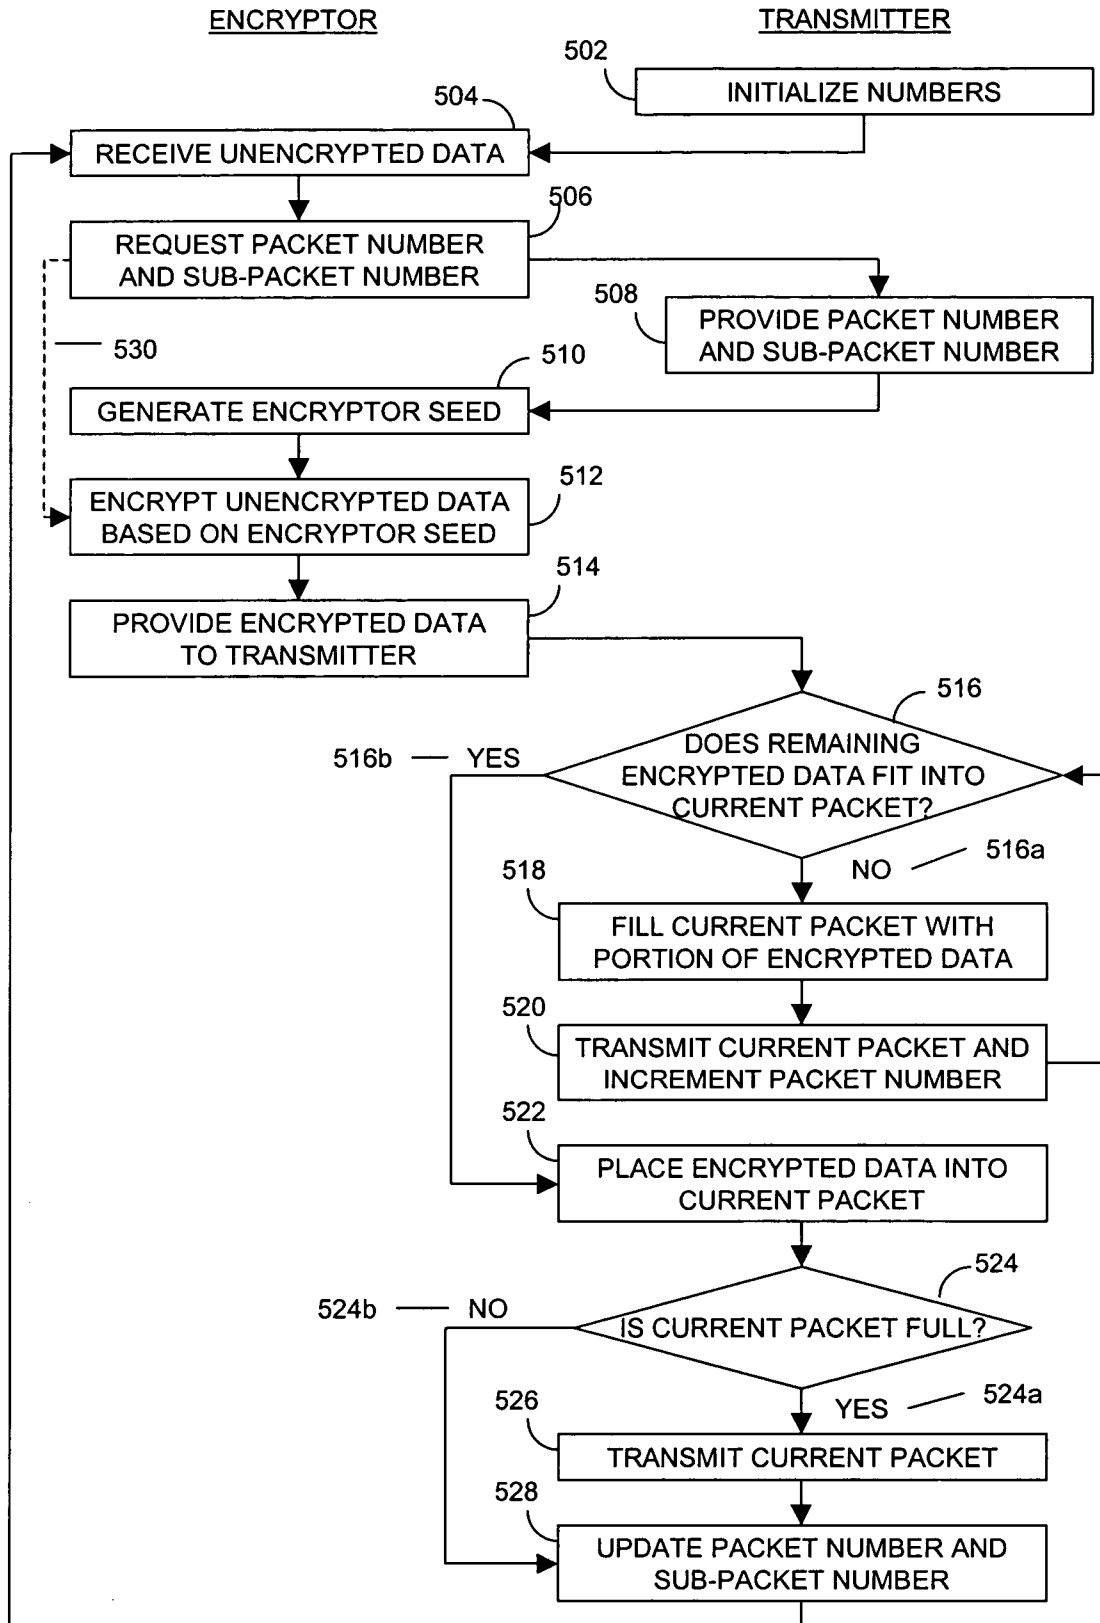 ENCRYPTOR
TRANSMITTER
502
INITIALIZE NUMBERS
504
RECEIVE UNENCRYPTED DATA
506
REQUEST PACKET NUMBER
AND SUB-PACKET NUMBER
508
PROVIDE PACKET NUMBER
AND SUB-PACKET NUMBER
530
510
GENERATE ENCRYPTOR SEED
512
ENCRYPT UNENCRYPTED DATA
BASED ON ENCRYPTOR SEED
514
PROVIDE ENCRYPTED DATA
TO TRANSMITTER
516
DOES REMAINING
ENCRYPTED DATA FIT INTO
CURRENT PACKET?
516b
YES
NO
516a
518
FILL CURRENT PACKET WITH
PORTION OF ENCRYPTED DATA
520
TRANSMIT CURRENT PACKET AND
INCREMENT PACKET NUMBER
522
PLACE ENCRYPTED DATA INTO
CURRENT PACKET
524
IS CURRENT PACKET FULL?
524b
NO
YES
524a
526
TRANSMIT CURRENT PACKET
528
UPDATE PACKET NUMBER AND
SUB-PACKET NUMBER